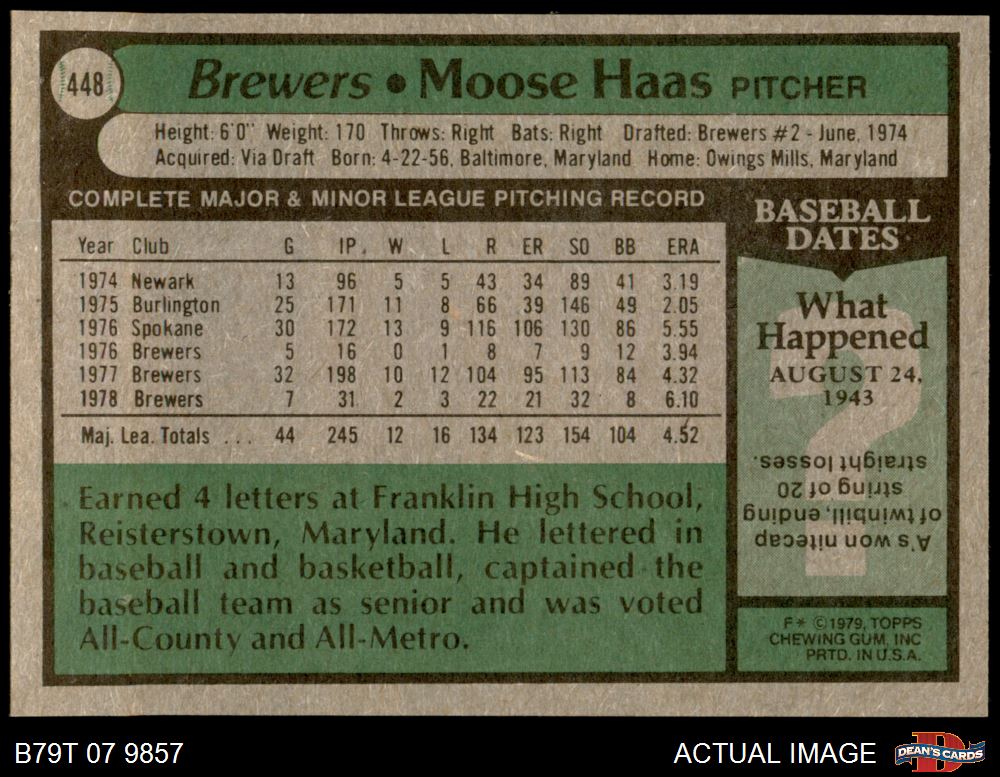 448
Brewers • Moose Haas PITCHER
Height: 6'0" Weight: 170 Throws: Right Bats: Right Drafted: Brewers #2 - June, 1974
Acquired: Via Draft Born: 4-22-56, Baltimore, Maryland Home: Owings Mills, Maryland
COMPLETE MAJOR & MINOR LEAGUE PITCHING RECORD
Year Club G IP. W L R ER SO BB ERA
1974 Newark 13 96 5 5 43 34 89 41 3.19
1975 Burlington 25 171 11 8 66 39 146 49 2.05
1976 Spokane 30 172 13 9 116 106 130 86 5.55
1976 Brewers 5 16 0 1 8 7 9 12 3.94
1977 Brewers 32 198 10 12 104 95 113 84 4.32
1978 Brewers 7 31 2 3 22 21 32 8 6.10
Maj. Lea. Totals ... 44 245 12 16 134 123 154 104 4.52
Earned 4 letters at Franklin High School,
Reisterstown, Maryland. He lettered in
baseball and basketball, captained the
baseball team as senior and was voted
All-County and All-Metro.
BASEBALL
DATES
What
Happened
AUGUST 24,
1943
A's won nitecap
of twinbill, ending
string of 20
straight losses.
F* ©1979, TOPPS
CHEWING GUM, INC
PRTD. IN U.S.A.
B79T 07 9857
ACTUAL IMAGE
D
DEAN'S CARDS